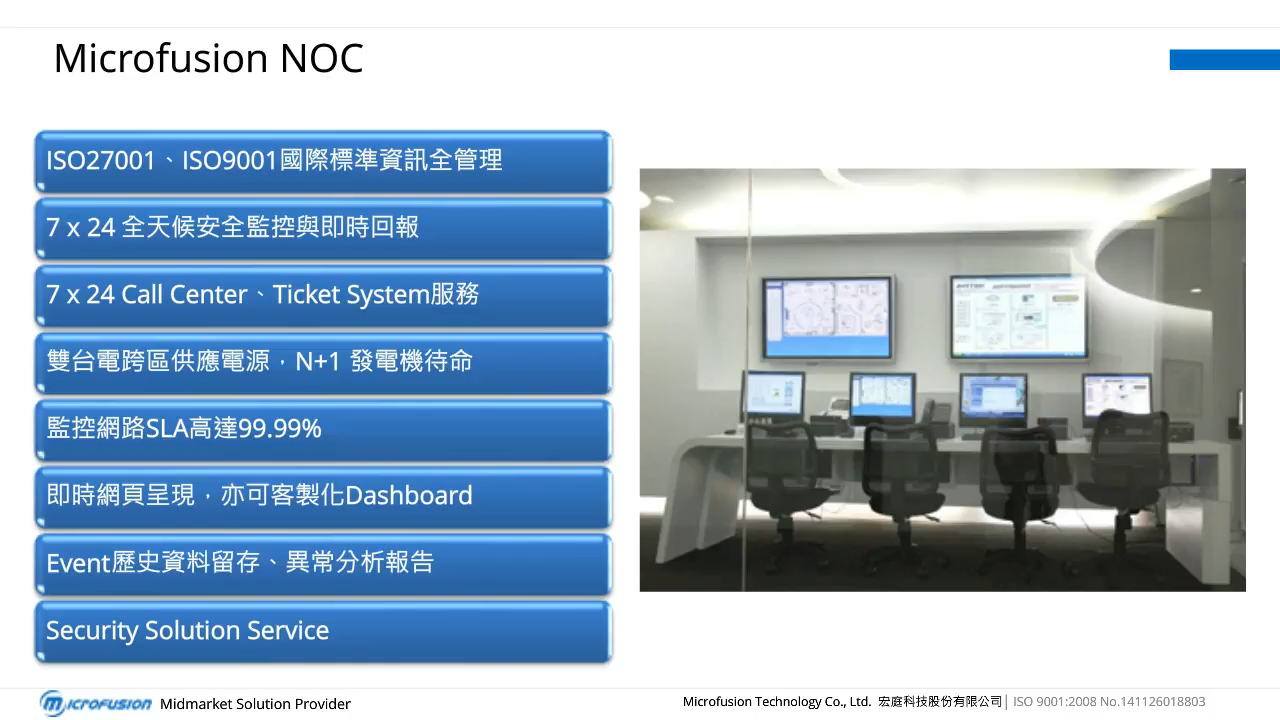 Microfusion NOC
ISO27001、ISO9001國際標準資訊全管理
7 x 24 全天候安全監控與即時回報
7 x 24 Call Center、Ticket System服務
雙台電跨區供應電源，N+1 發電機待命
監控網路SLA高達99.99%
即時網頁呈現，亦可客製化Dashboard
Event歷史資料留存、異常分析報告
Security Solution Service
MICROFUSION Midmarket Solution Provider
Microfusion Technology Co., Ltd. 宏庭科技股份有限公司│ ISO 9001:2008 No.141126018803